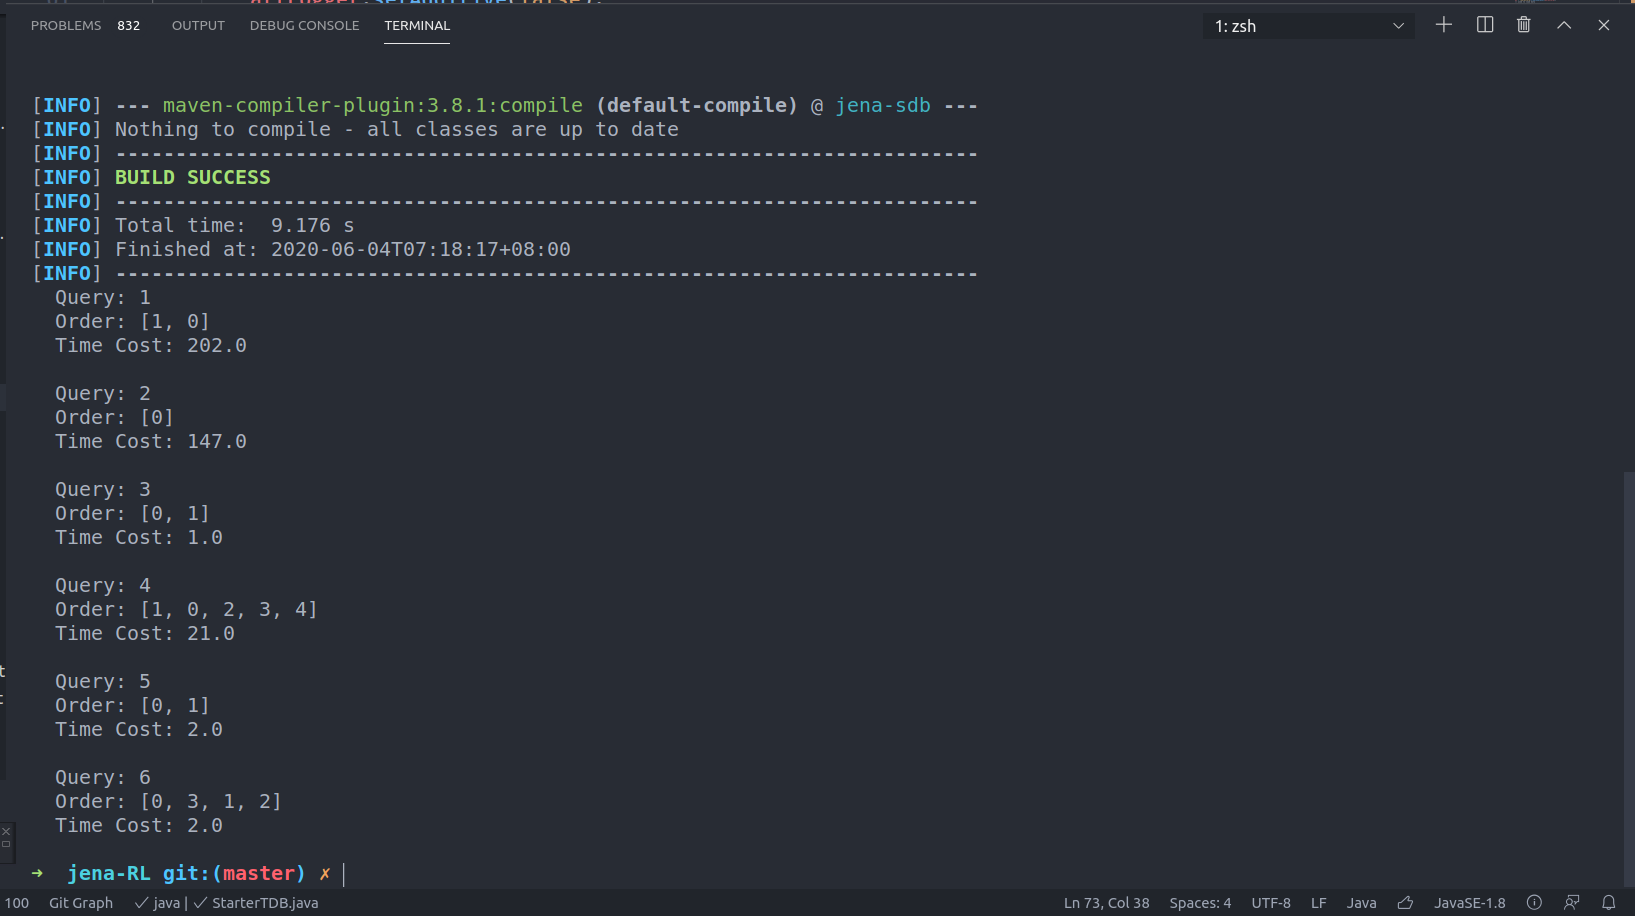 PROBLEMS 832 OUTPUT DEBUG CONSOLE TERMINAL 1: zsh
[INFO] --- maven-compiler-plugin:3.8.1:compile (default-compile) @ jena-sdb ---
[INFO] Nothing to compile - all classes are up to date
[INFO] ------------------------------------------------------------------------
[INFO] BUILD SUCCESS
[INFO] ------------------------------------------------------------------------
[INFO] Total time:  9.176 s
[INFO] Finished at: 2020-06-04T07:18:17+08:00
[INFO] ------------------------------------------------------------------------
Query: 1
Order: [1, 0]
Time Cost: 202.0
Query: 2
Order: [0]
Time Cost: 147.0
Query: 3
Order: [0, 1]
Time Cost: 1.0
Query: 4
Order: [1, 0, 2, 3, 4]
Time Cost: 21.0
Query: 5
Order: [0, 1]
Time Cost: 2.0
Query: 6
Order: [0, 3, 1, 2]
Time Cost: 2.0
➜ jena-RL git:(master) ✗
100 Git Graph ✓ java | ✓ StarterTDB.java Ln 73, Col 38 Spaces: 4 UTF-8 LF Java JavaSE-1.8